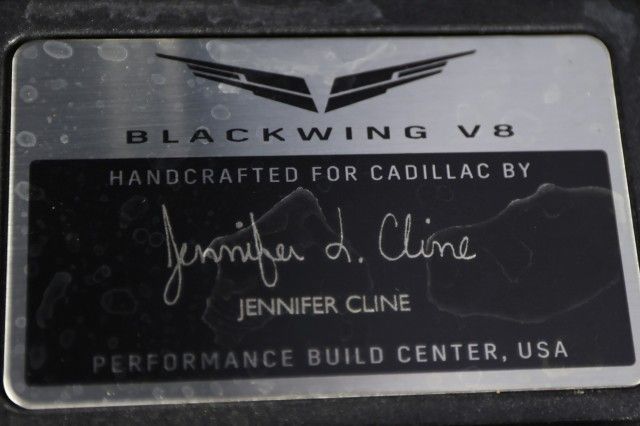 BLACKWING V8
HANDCRAFTED FOR CADILLAC BY
Jennifer L. Cline
JENNIFER CLINE
PERFORMANCE BUILD CENTER, USA